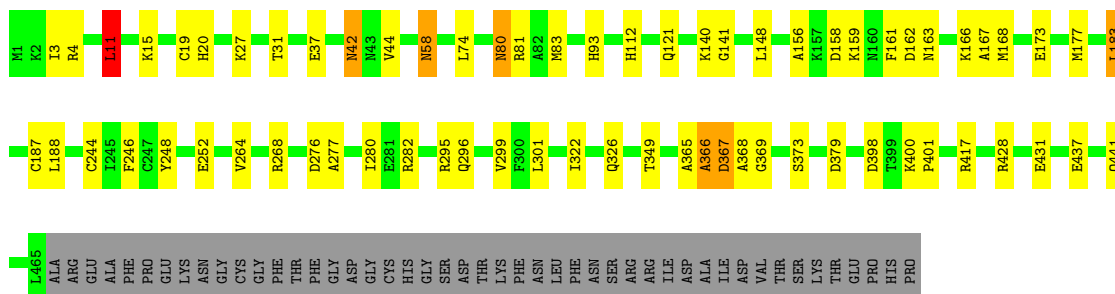 M1 K2 I3 R4 L11 K15 C19 H20 K27 T31 E37 N42 N43 V44 N58 L74 N80 R81 A82 M83 H93 H112 Q121 K140 G141 L148 A156 K157 D158 K159 N160 F161 D162 N163 K166 A167 M168 E173 M177
C187 L188 C244 I245 F246 C247 Y248 E252 V264 R268 D276 A277 I280 E281 R282 R295 Q296 V299 F300 L301 I322 Q326 T349 A365 A366 D367 A368 G369 S373 D379 D398 T399 K400 P401 R417 R428 E431 E437
L465 ALA ARG GLU ALA PHE PRO GLU LYS ASN GLY CYS GLY PHE THR PHE GLY ASP GLY CYS HIS GLY SER ASP THR LYS PHE ASN LEU PHE ASN SER ARG ARG ILE ASP ALA ILE ASP VAL THR SER LYS THR GLU PRO HIS PRO